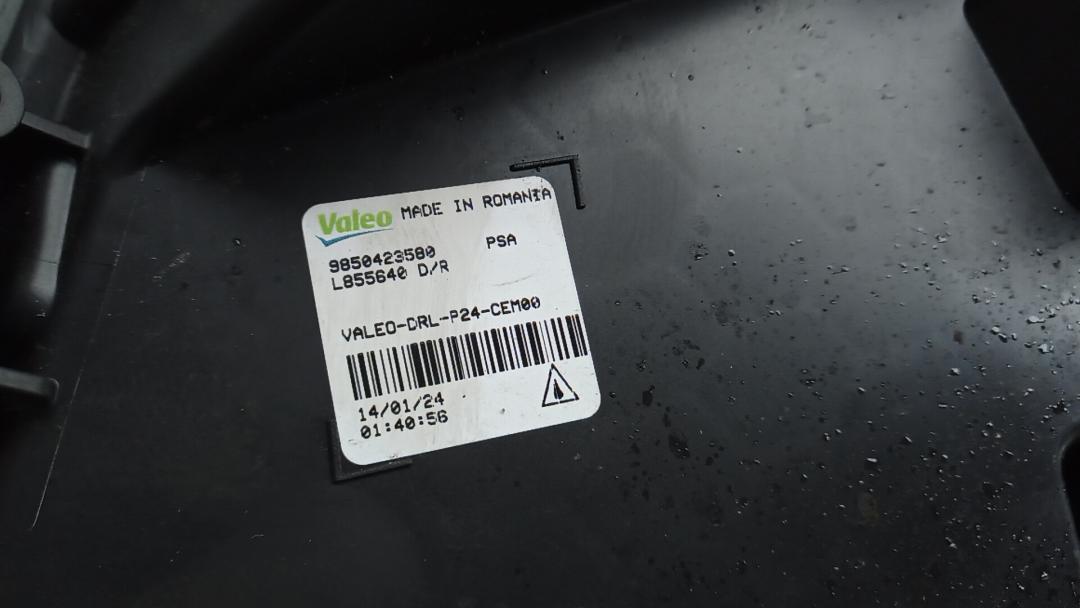 Valeo MADE IN ROMANIA
9850423580 PSA
L855640 D/R
VALEO-DRL-P24-CEM00
14/01/24
01:40:56